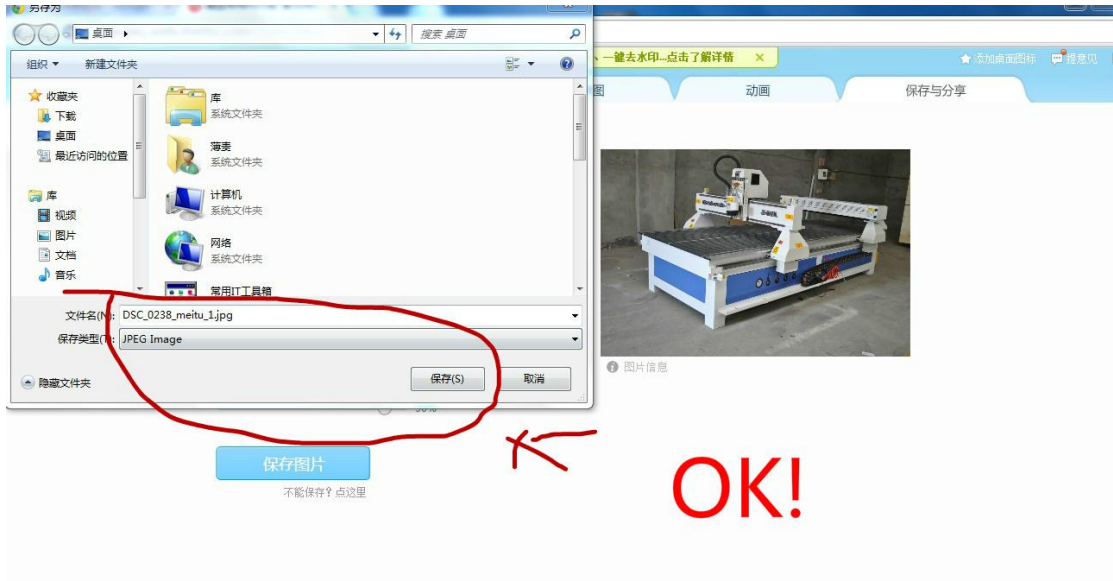 另存为
桌面
搜索 桌面
组织
新建文件夹
收藏夹
下载
桌面
最近访问的位置
库
视频
图片
文档
音乐
库
系统文件夹
薄麦
系统文件夹
计算机
系统文件夹
网络
系统文件夹
常用IT工具箱
文件名(N): DSC_0238_meitu_1.jpg
保存类型(T): JPEG Image
隐藏文件夹
保存(S)
取消
、一键去水印...点击了解详情 ×
添加桌面图标
提意见
图
动画
保存与分享
图片信息
保存图片
不能保存？点这里
OK!